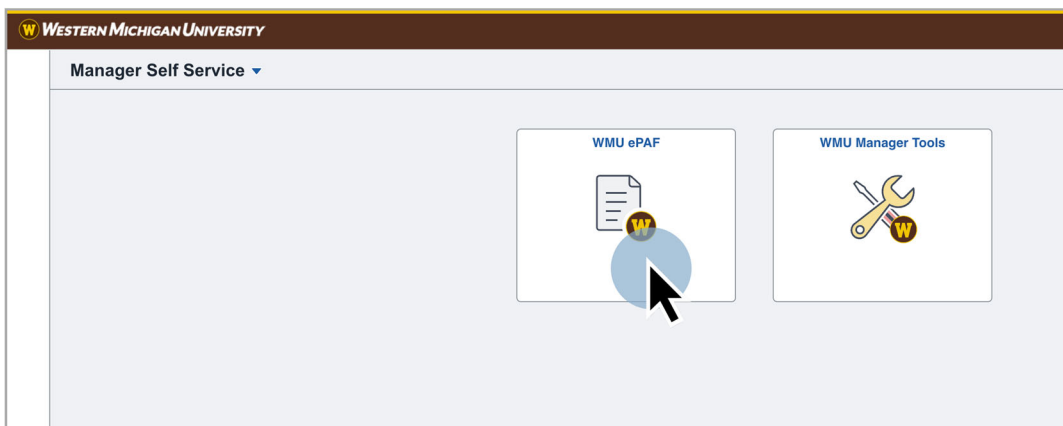 W WESTERN MICHIGAN UNIVERSITY
Manager Self Service
WMU ePAF
WMU Manager Tools
W
W